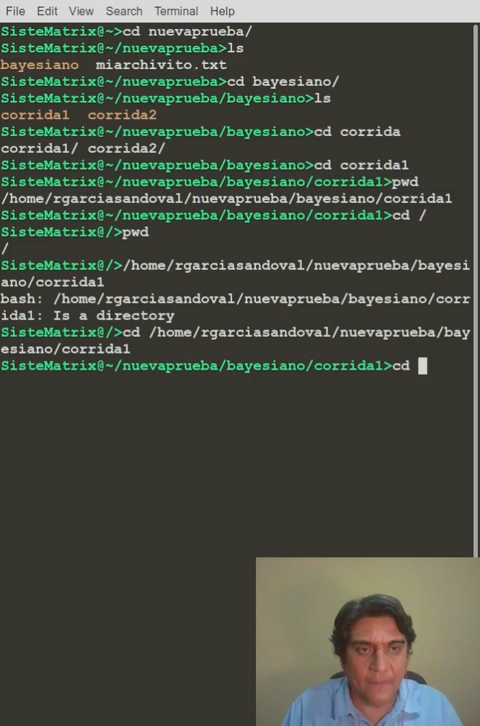 File Edit View Search Terminal Help
SisteMatrix@~>cd nuevaprueba/
SisteMatrix@~/nuevaprueba>ls
bayesiano  miarchivito.txt
SisteMatrix@~/nuevaprueba>cd bayesiano/
SisteMatrix@~/nuevaprueba/bayesiano>ls
corrida1  corrida2
SisteMatrix@~/nuevaprueba/bayesiano>cd corrida
corrida1/ corrida2/
SisteMatrix@~/nuevaprueba/bayesiano>cd corrida1
SisteMatrix@~/nuevaprueba/bayesiano/corrida1>pwd
/home/rgarciasandoval/nuevaprueba/bayesiano/corrida1
SisteMatrix@~/nuevaprueba/bayesiano/corrida1>cd /
SisteMatrix@/>pwd
/
SisteMatrix@/>/home/rgarciasandoval/nuevaprueba/bayesi
ano/corrida1
bash: /home/rgarciasandoval/nuevaprueba/bayesiano/corr
ida1: Is a directory
SisteMatrix@/>cd /home/rgarciasandoval/nuevaprueba/bay
esiano/corrida1
SisteMatrix@~/nuevaprueba/bayesiano/corrida1>cd